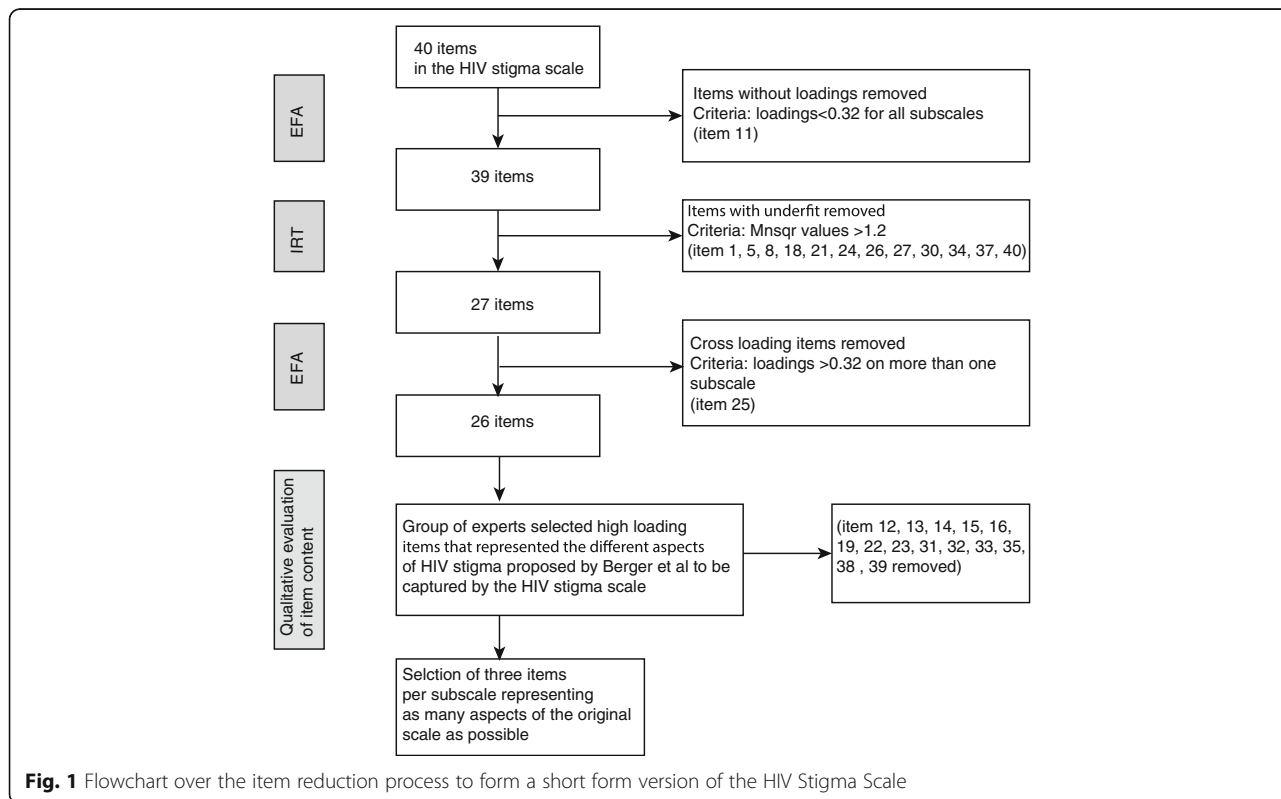 40 items
in the HIV stigma scale
EFA
Items without loadings removed
Criteria: loadings<0.32 for all subscales
(item 11)
39 items
IRT
Items with underfit removed
Criteria: Mnsqr values >1.2
(item 1, 5, 8, 18, 21, 24, 26, 27, 30, 34, 37, 40)
27 items
EFA
Cross loading items removed
Criteria: loadings >0.32 on more than one
subscale
(item 25)
26 items
Qualitative evaluation
of item content
Group of experts selected high loading
items that represented the different aspects
of HIV stigma proposed by Berger et al to be
captured by the HIV stigma scale
(item 12, 13, 14, 15, 16,
19, 22, 23, 31, 32, 33, 35,
38 , 39 removed)
Selction of three items
per subscale representing
as many aspects of the original
scale as possible
Fig. 1 Flowchart over the item reduction process to form a short form version of the HIV Stigma Scale